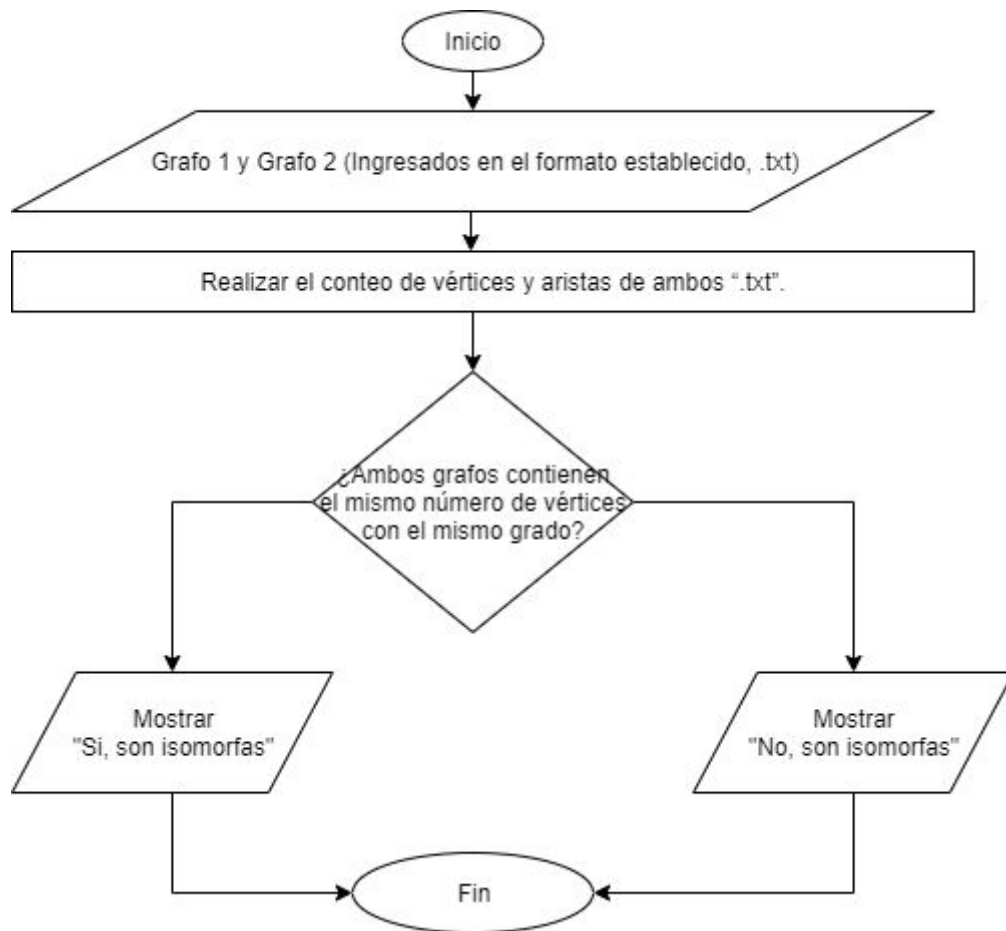 Inicio
Grafo 1 y Grafo 2 (Ingresados en el formato establecido, .txt)
Realizar el conteo de vértices y aristas de ambos “.txt”.
¿Ambos grafos contienen
el mismo número de vértices
con el mismo grado?
Mostrar
"Si, son isomorfas"
Mostrar
"No, son isomorfas"
Fin